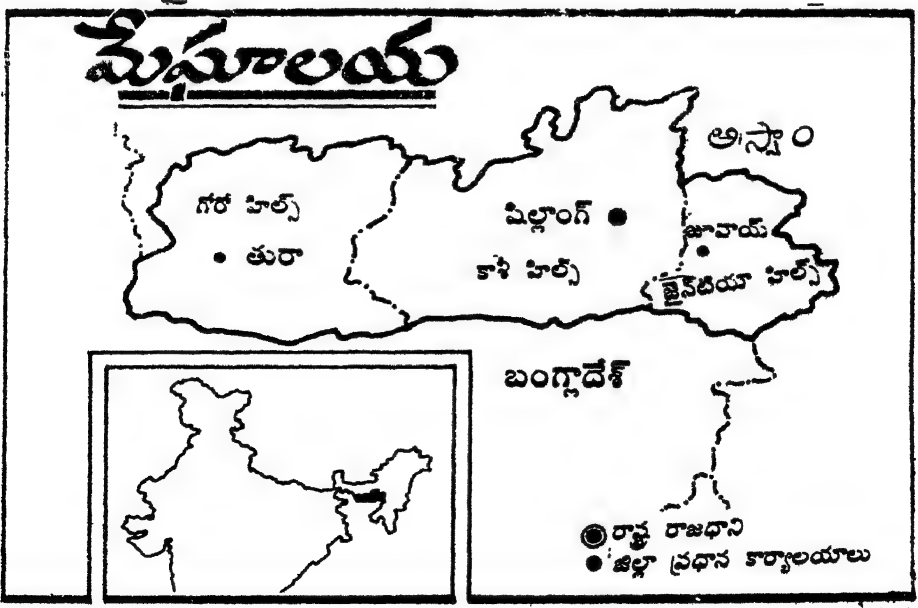 మేఘాలయ
అస్సాం
గోరో హిల్స్
షిల్లాంగ్
జూవాయ్
తురా
కాశీ హిల్స్
జైన్‌టియా హిల్స్
బంగ్లాదేశ్
రాష్ట్ర రాజధాని
జిల్లా ప్రధాన కార్యాలయాలు